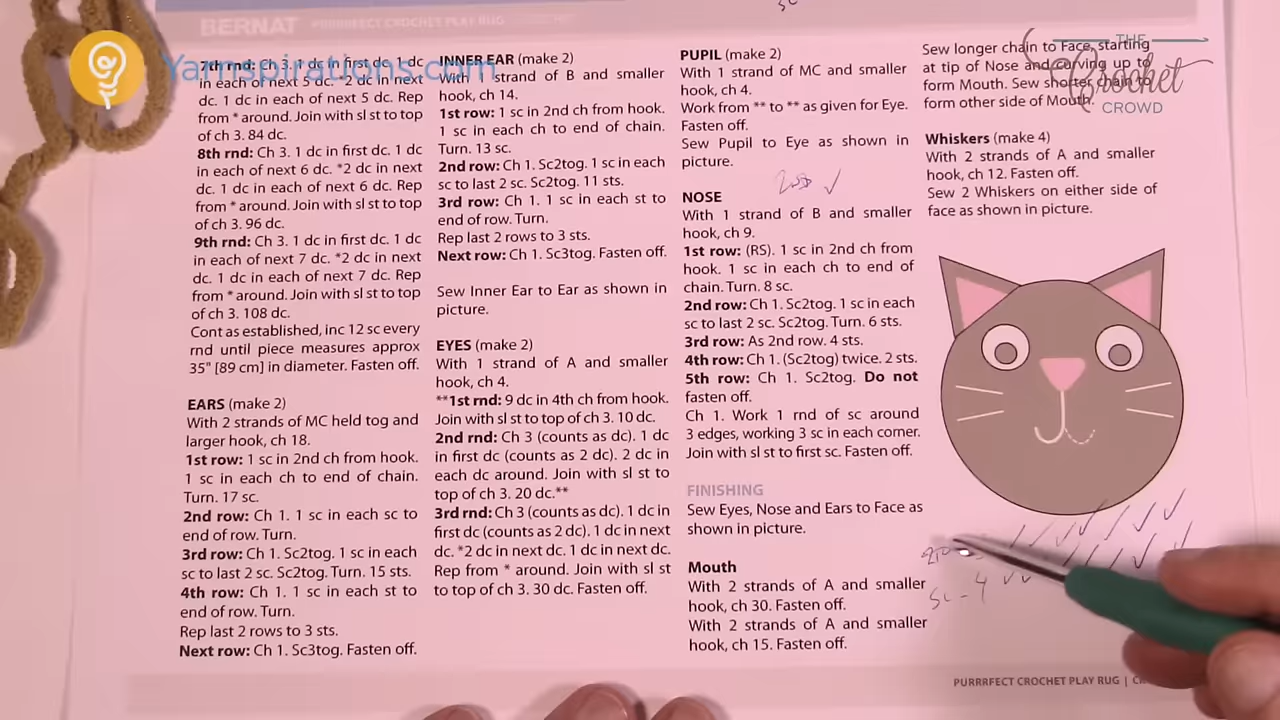 BERNAT PURRRFECT CROCHET PLAY RUG
Yarnspirations.com
THE
Crochet
CROWD
7th rnd: Ch 3. 1 dc in first dc. 1 dc
in each of next 5 dc. *2 dc in next
dc. 1 dc in each of next 5 dc. Rep
from * around. Join with sl st to top
of ch 3. 84 dc.
8th rnd: Ch 3. 1 dc in first dc. 1 dc
in each of next 6 dc. *2 dc in next
dc. 1 dc in each of next 6 dc. Rep
from * around. Join with sl st to top
of ch 3. 96 dc.
9th rnd: Ch 3. 1 dc in first dc. 1 dc
in each of next 7 dc. *2 dc in next
dc. 1 dc in each of next 7 dc. Rep
from * around. Join with sl st to top
of ch 3. 108 dc.
Cont as established, inc 12 sc every
rnd until piece measures approx
35" [89 cm] in diameter. Fasten off.
EARS (make 2)
With 2 strands of MC held tog and
larger hook, ch 18.
1st row: 1 sc in 2nd ch from hook.
1 sc in each ch to end of chain.
Turn. 17 sc.
2nd row: Ch 1. 1 sc in each sc to
end of row. Turn.
3rd row: Ch 1. Sc2tog. 1 sc in each
sc to last 2 sc. Sc2tog. Turn. 15 sts.
4th row: Ch 1. 1 sc in each st to
end of row. Turn.
Rep last 2 rows to 3 sts.
Next row: Ch 1. Sc3tog. Fasten off.
INNER EAR (make 2)
With 1 strand of B and smaller
hook, ch 14.
1st row: 1 sc in 2nd ch from hook.
1 sc in each ch to end of chain.
Turn. 13 sc.
2nd row: Ch 1. Sc2tog. 1 sc in each
sc to last 2 sc. Sc2tog. 11 sts.
3rd row: Ch 1. 1 sc in each st to
end of row. Turn.
Rep last 2 rows to 3 sts.
Next row: Ch 1. Sc3tog. Fasten off.
Sew Inner Ear to Ear as shown in
picture.
EYES (make 2)
With 1 strand of A and smaller
hook, ch 4.
**1st rnd: 9 dc in 4th ch from hook.
Join with sl st to top of ch 3. 10 dc.
2nd rnd: Ch 3 (counts as dc). 1 dc
in first dc (counts as 2 dc). 2 dc in
each dc around. Join with sl st to
top of ch 3. 20 dc.**
3rd rnd: Ch 3 (counts as dc). 1 dc in
first dc (counts as 2 dc). 1 dc in next
dc. *2 dc in next dc. 1 dc in next dc.
Rep from * around. Join with sl st
to top of ch 3. 30 dc. Fasten off.
PUPIL (make 2)
With 1 strand of MC and smaller
hook, ch 4.
Work from ** to ** as given for Eye.
Fasten off.
Sew Pupil to Eye as shown in
picture.
NOSE
With 1 strand of B and smaller
hook, ch 9.
1st row: (RS). 1 sc in 2nd ch from
hook. 1 sc in each ch to end of
chain. Turn. 8 sc.
2nd row: Ch 1. Sc2tog. 1 sc in each
sc to last 2 sc. Sc2tog. Turn. 6 sts.
3rd row: As 2nd row. 4 sts.
4th row: Ch 1. (Sc2tog) twice. 2 sts.
5th row: Ch 1. Sc2tog. Do not
fasten off.
Ch 1. Work 1 rnd of sc around
3 edges, working 3 sc in each corner.
Join with sl st to first sc. Fasten off.
FINISHING
Sew Eyes, Nose and Ears to Face as
shown in picture.
Mouth
With 2 strands of A and smaller
hook, ch 30. Fasten off.
With 2 strands of A and smaller
hook, ch 15. Fasten off.
Sew longer chain to Face, starting
at tip of Nose and curving up to
form Mouth. Sew shorter chain to
form other side of Mouth.
Whiskers (make 4)
With 2 strands of A and smaller
hook, ch 12. Fasten off.
Sew 2 Whiskers on either side of
face as shown in picture.
sc - 4
PURRRFECT CROCHET PLAY RUG |